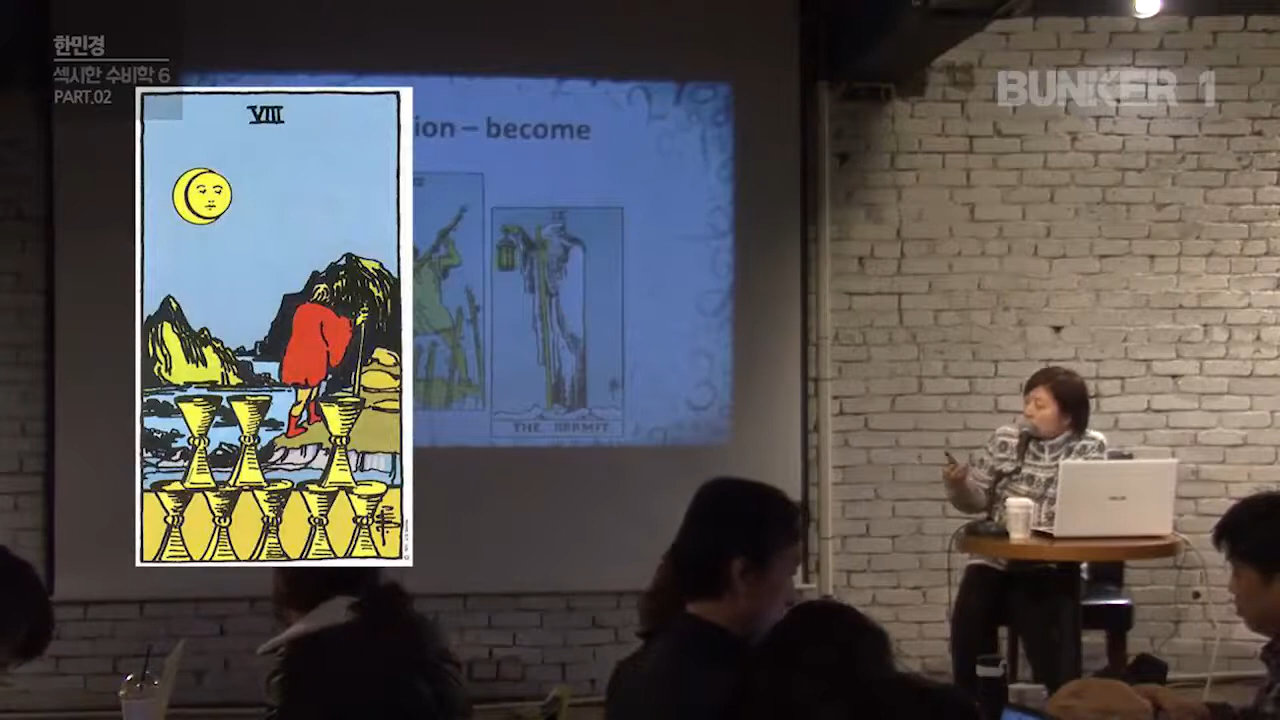 한민경
섹시한 수비학 6
PART.02
BUNKER 1
VIII
ion – become
THE HERMIT